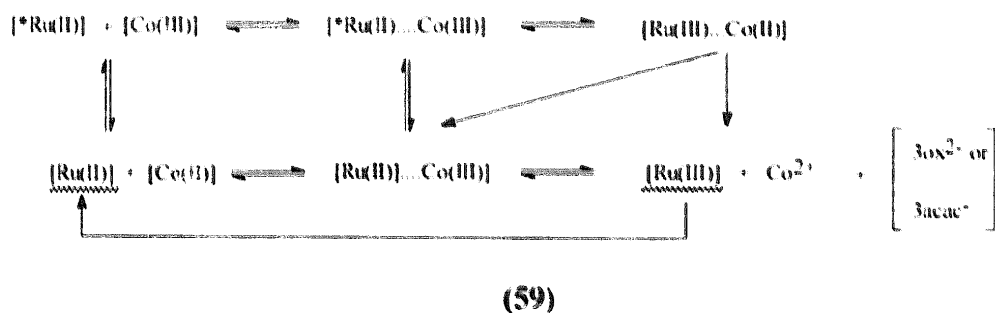 [*Ru(II)] + [Co(III)] [*Ru(II)....Co(III)] [Ru(III)...Co(II)]
[Ru(II)] + [Co(II)] [Ru(II)]....Co(III)] [Ru(III)] + Co2+ + [3ox2- or
3acac-]
(59)